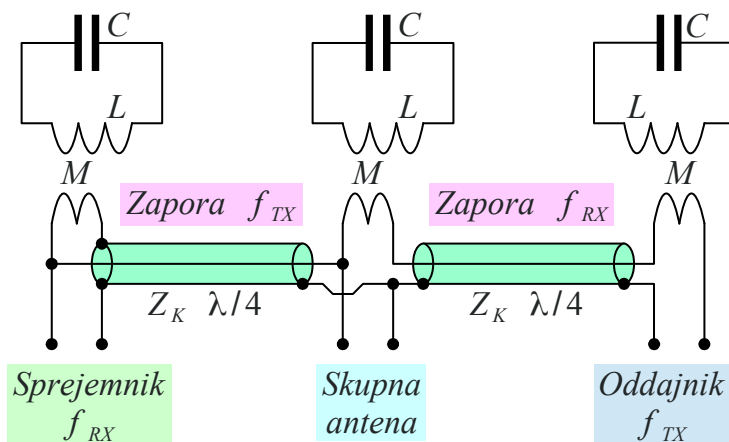 C
C
C
L
L
L
M
M
M
Zapora f TX
Zapora f RX
Z K λ/4
Z K λ/4
Sprejemnik
f RX
Skupna
antena
Oddajnik
f TX